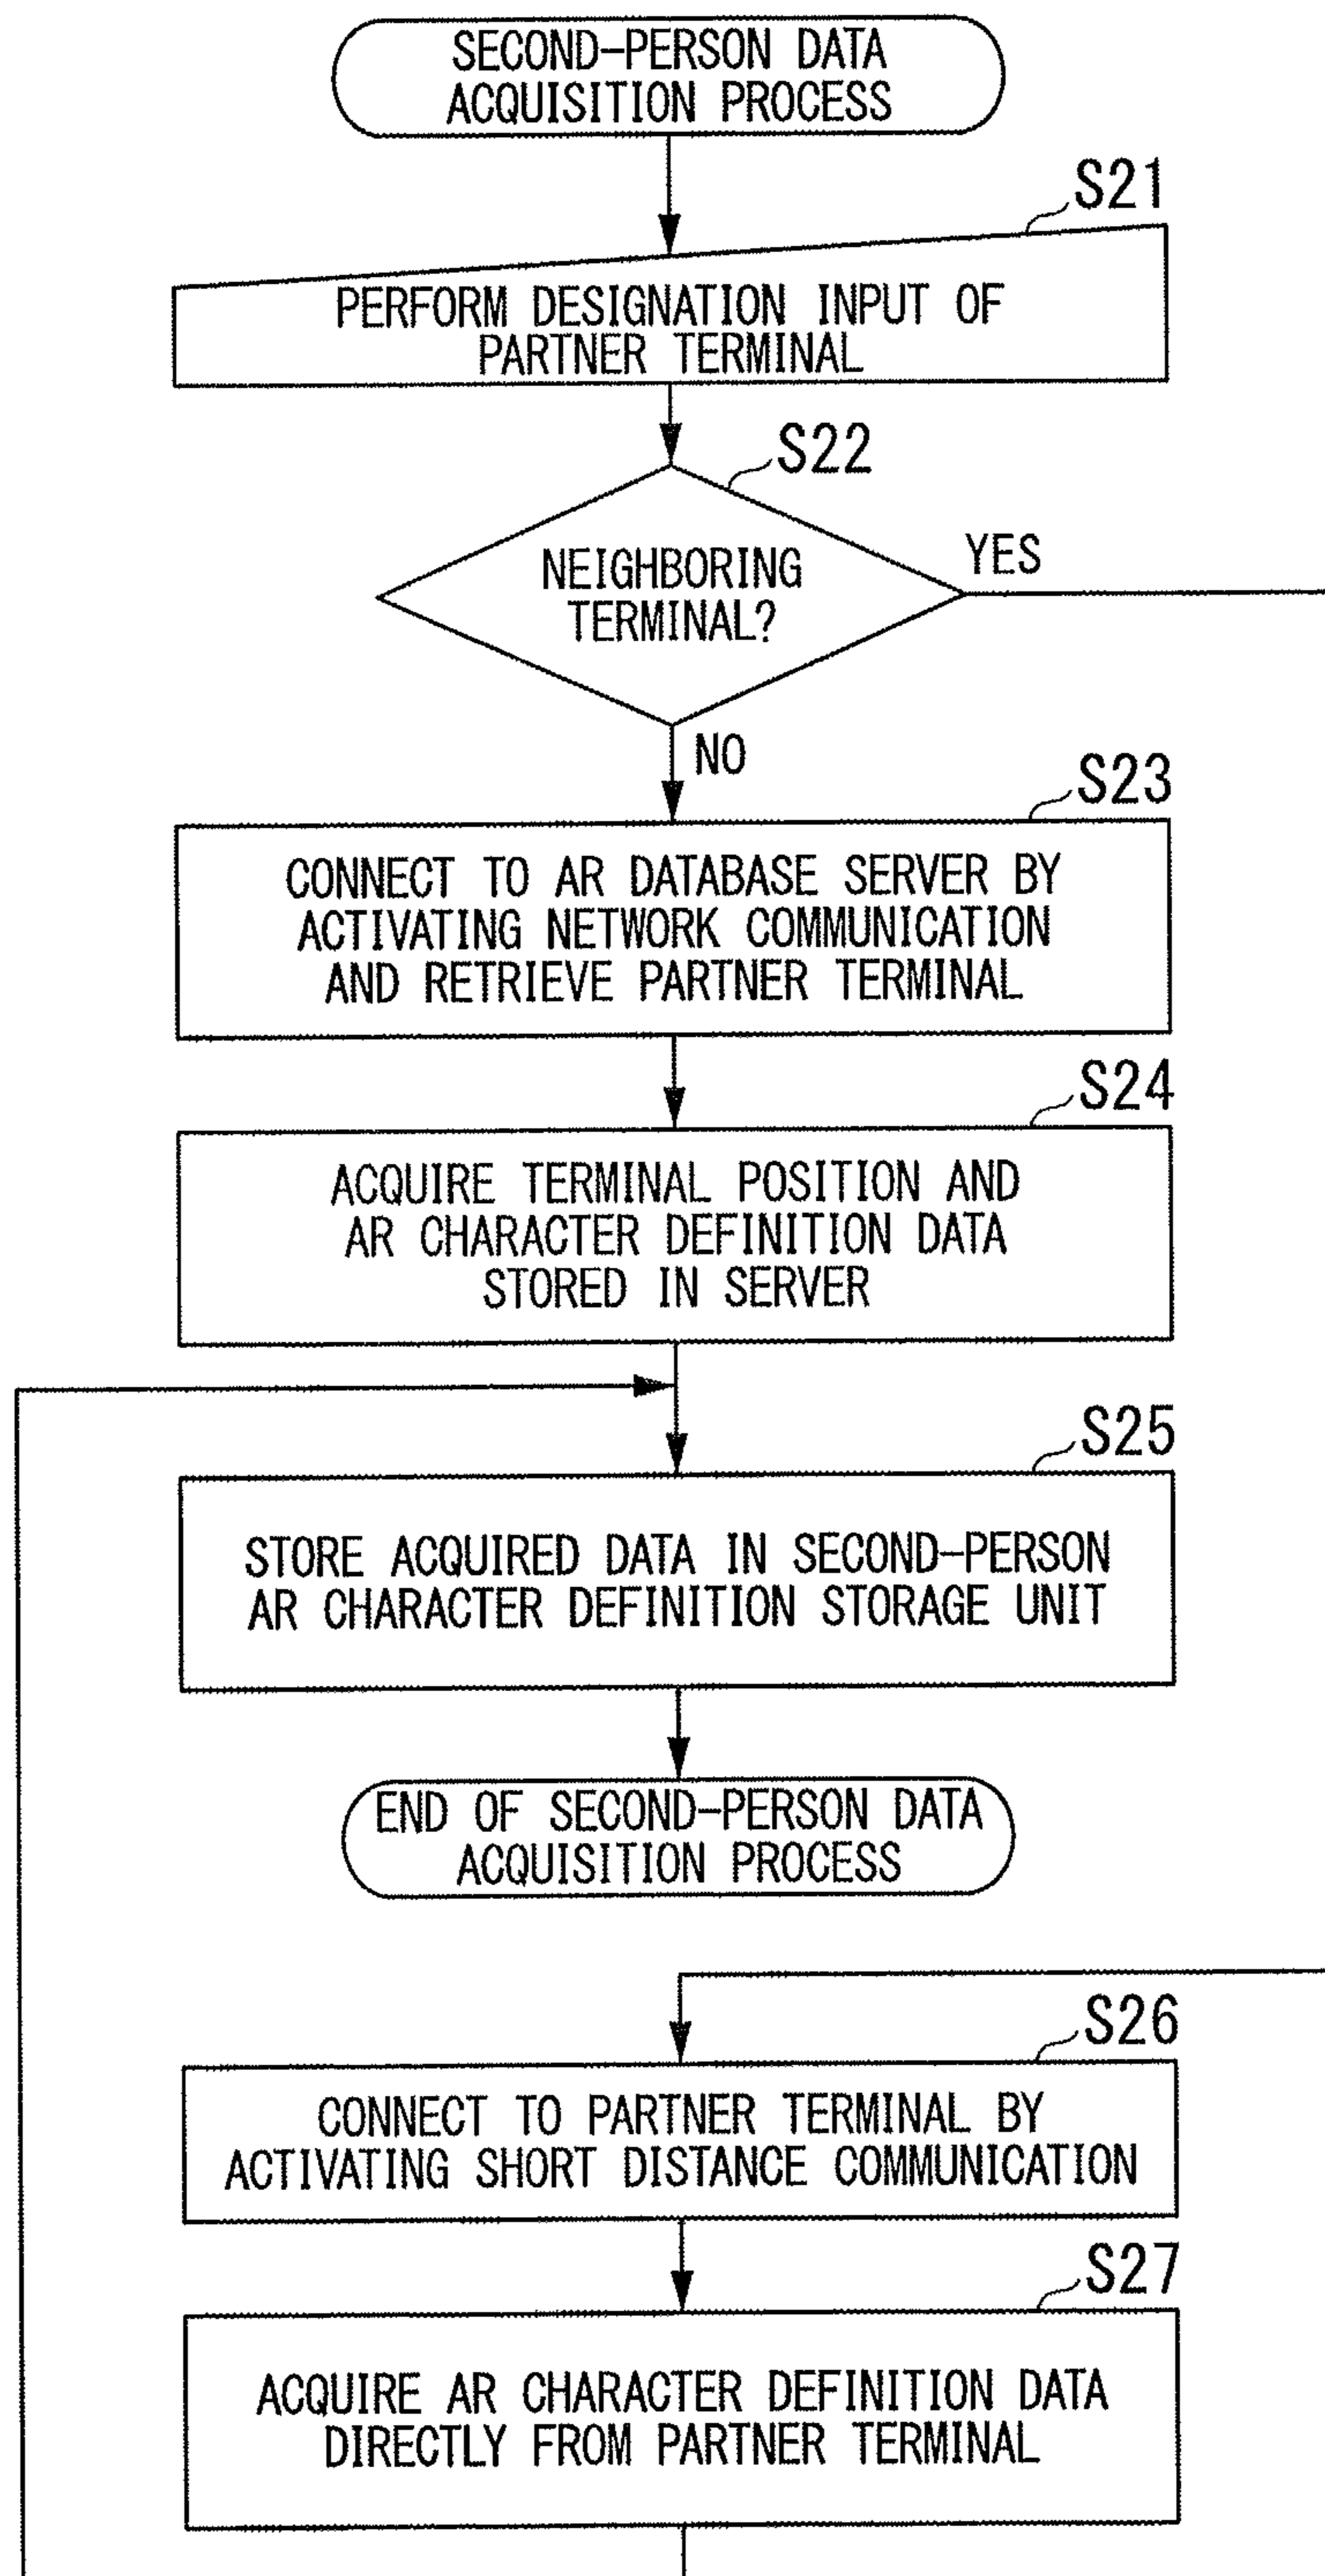 SECOND-PERSON DATA
ACQUISITION PROCESS
S21
PERFORM DESIGNATION INPUT OF
PARTNER TERMINAL
S22
NEIGHBORING
TERMINAL?
YES
NO
S23
CONNECT TO AR DATABASE SERVER BY
ACTIVATING NETWORK COMMUNICATION
AND RETRIEVE PARTNER TERMINAL
S24
ACQUIRE TERMINAL POSITION AND
AR CHARACTER DEFINITION DATA
STORED IN SERVER
S25
STORE ACQUIRED DATA IN SECOND-PERSON
AR CHARACTER DEFINITION STORAGE UNIT
END OF SECOND-PERSON DATA
ACQUISITION PROCESS
S26
CONNECT TO PARTNER TERMINAL BY
ACTIVATING SHORT DISTANCE COMMUNICATION
S27
ACQUIRE AR CHARACTER DEFINITION DATA
DIRECTLY FROM PARTNER TERMINAL